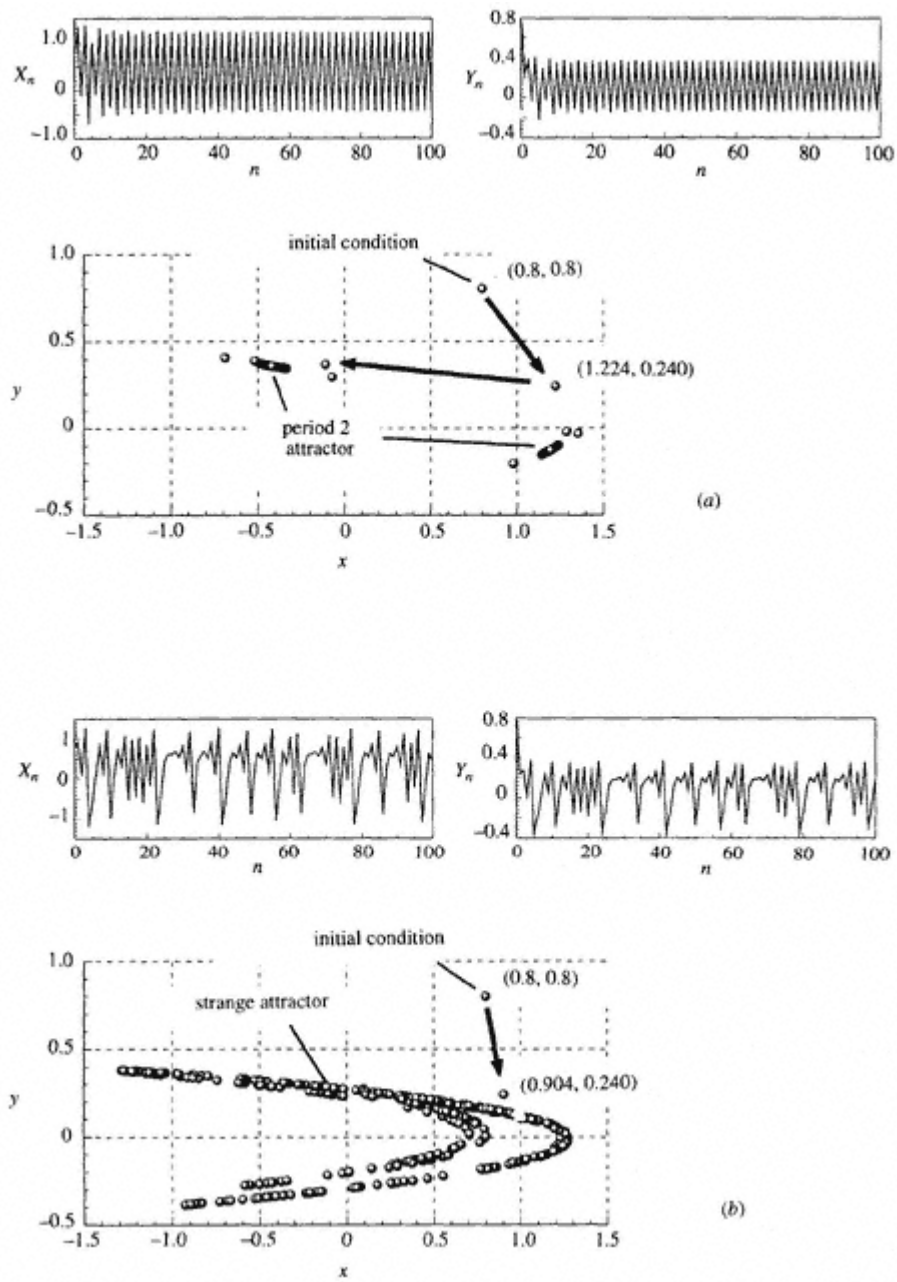 1.0
0
−1.0
Xn
0 20 40 60 80 100
n
0.8
0.4
0
−0.4
Yn
0 20 40 60 80 100
n
initial condition
(0.8, 0.8)
(1.224, 0.240)
period 2
attractor
1.0
0.5
0
−0.5
y
−1.5 −1.0 −0.5 0 0.5 1.0 1.5
x
(a)
1
0
−1
Xn
0 20 40 60 80 100
n
0.8
0.4
0
−0.4
Yn
0 20 40 60 80 100
n
initial condition
(0.8, 0.8)
strange attractor
(0.904, 0.240)
1.0
0.5
0
−0.5
y
−1.5 −1.0 −0.5 0 0.5 1.0 1.5
x
(b)